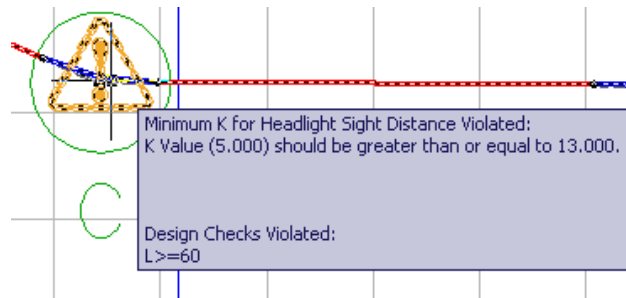 Minimum K for Headlight Sight Distance Violated:
K Value (5.000) should be greater than or equal to 13.000.
Design Checks Violated:
L>=60
C